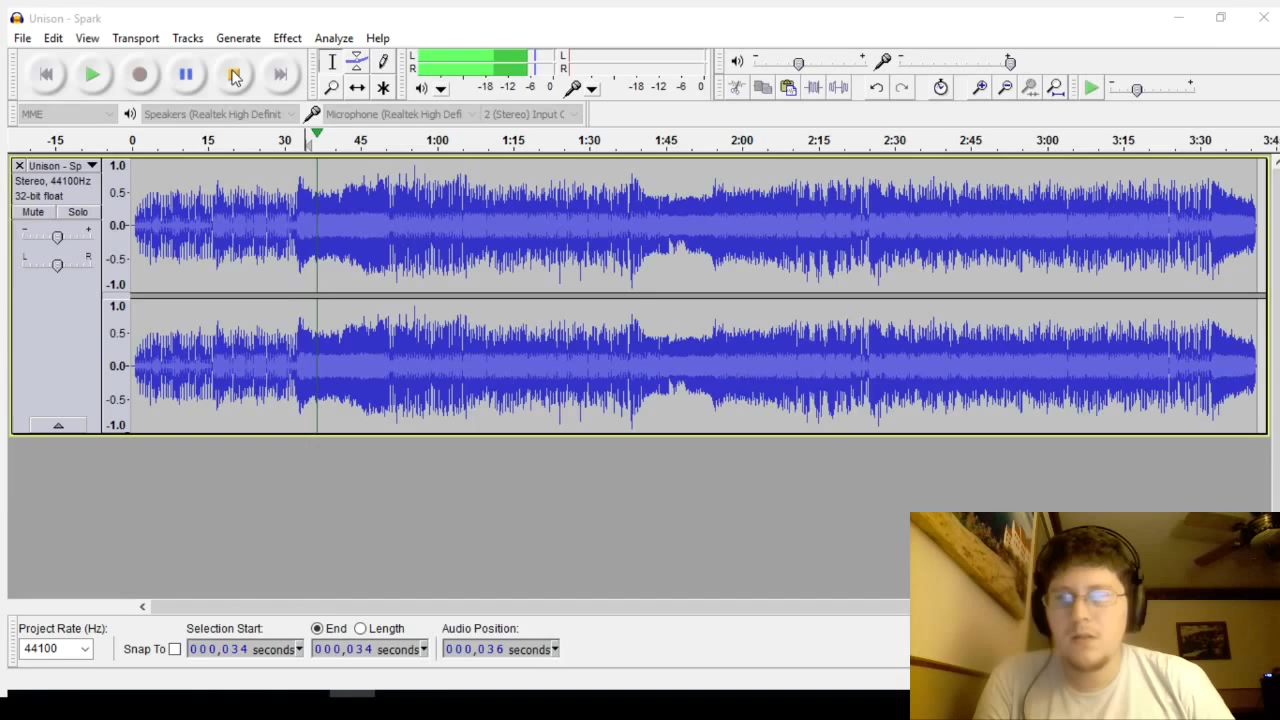 Unison - Spark
File Edit View Transport Tracks Generate Effect Analyze Help
L
R
-18 -12 -6 0
L
R
-18 -12 -6 0
- +
- +
- +
MME
Speakers (Realtek High Definit
Microphone (Realtek High Defi
2 (Stereo) Input C
-15 0 15 30 45 1:00 1:15 1:30 1:45 2:00 2:15 2:30 2:45 3:00 3:15 3:30 3:4
Unison - Sp
Stereo, 44100Hz
32-bit float
Mute Solo
- +
L R
1.0
0.5
0.0
-0.5
-1.0
1.0
0.5
0.0
-0.5
-1.0
Project Rate (Hz): Selection Start: End Length Audio Position:
44100 Snap To 000,034 seconds 000,034 seconds 000,036 seconds